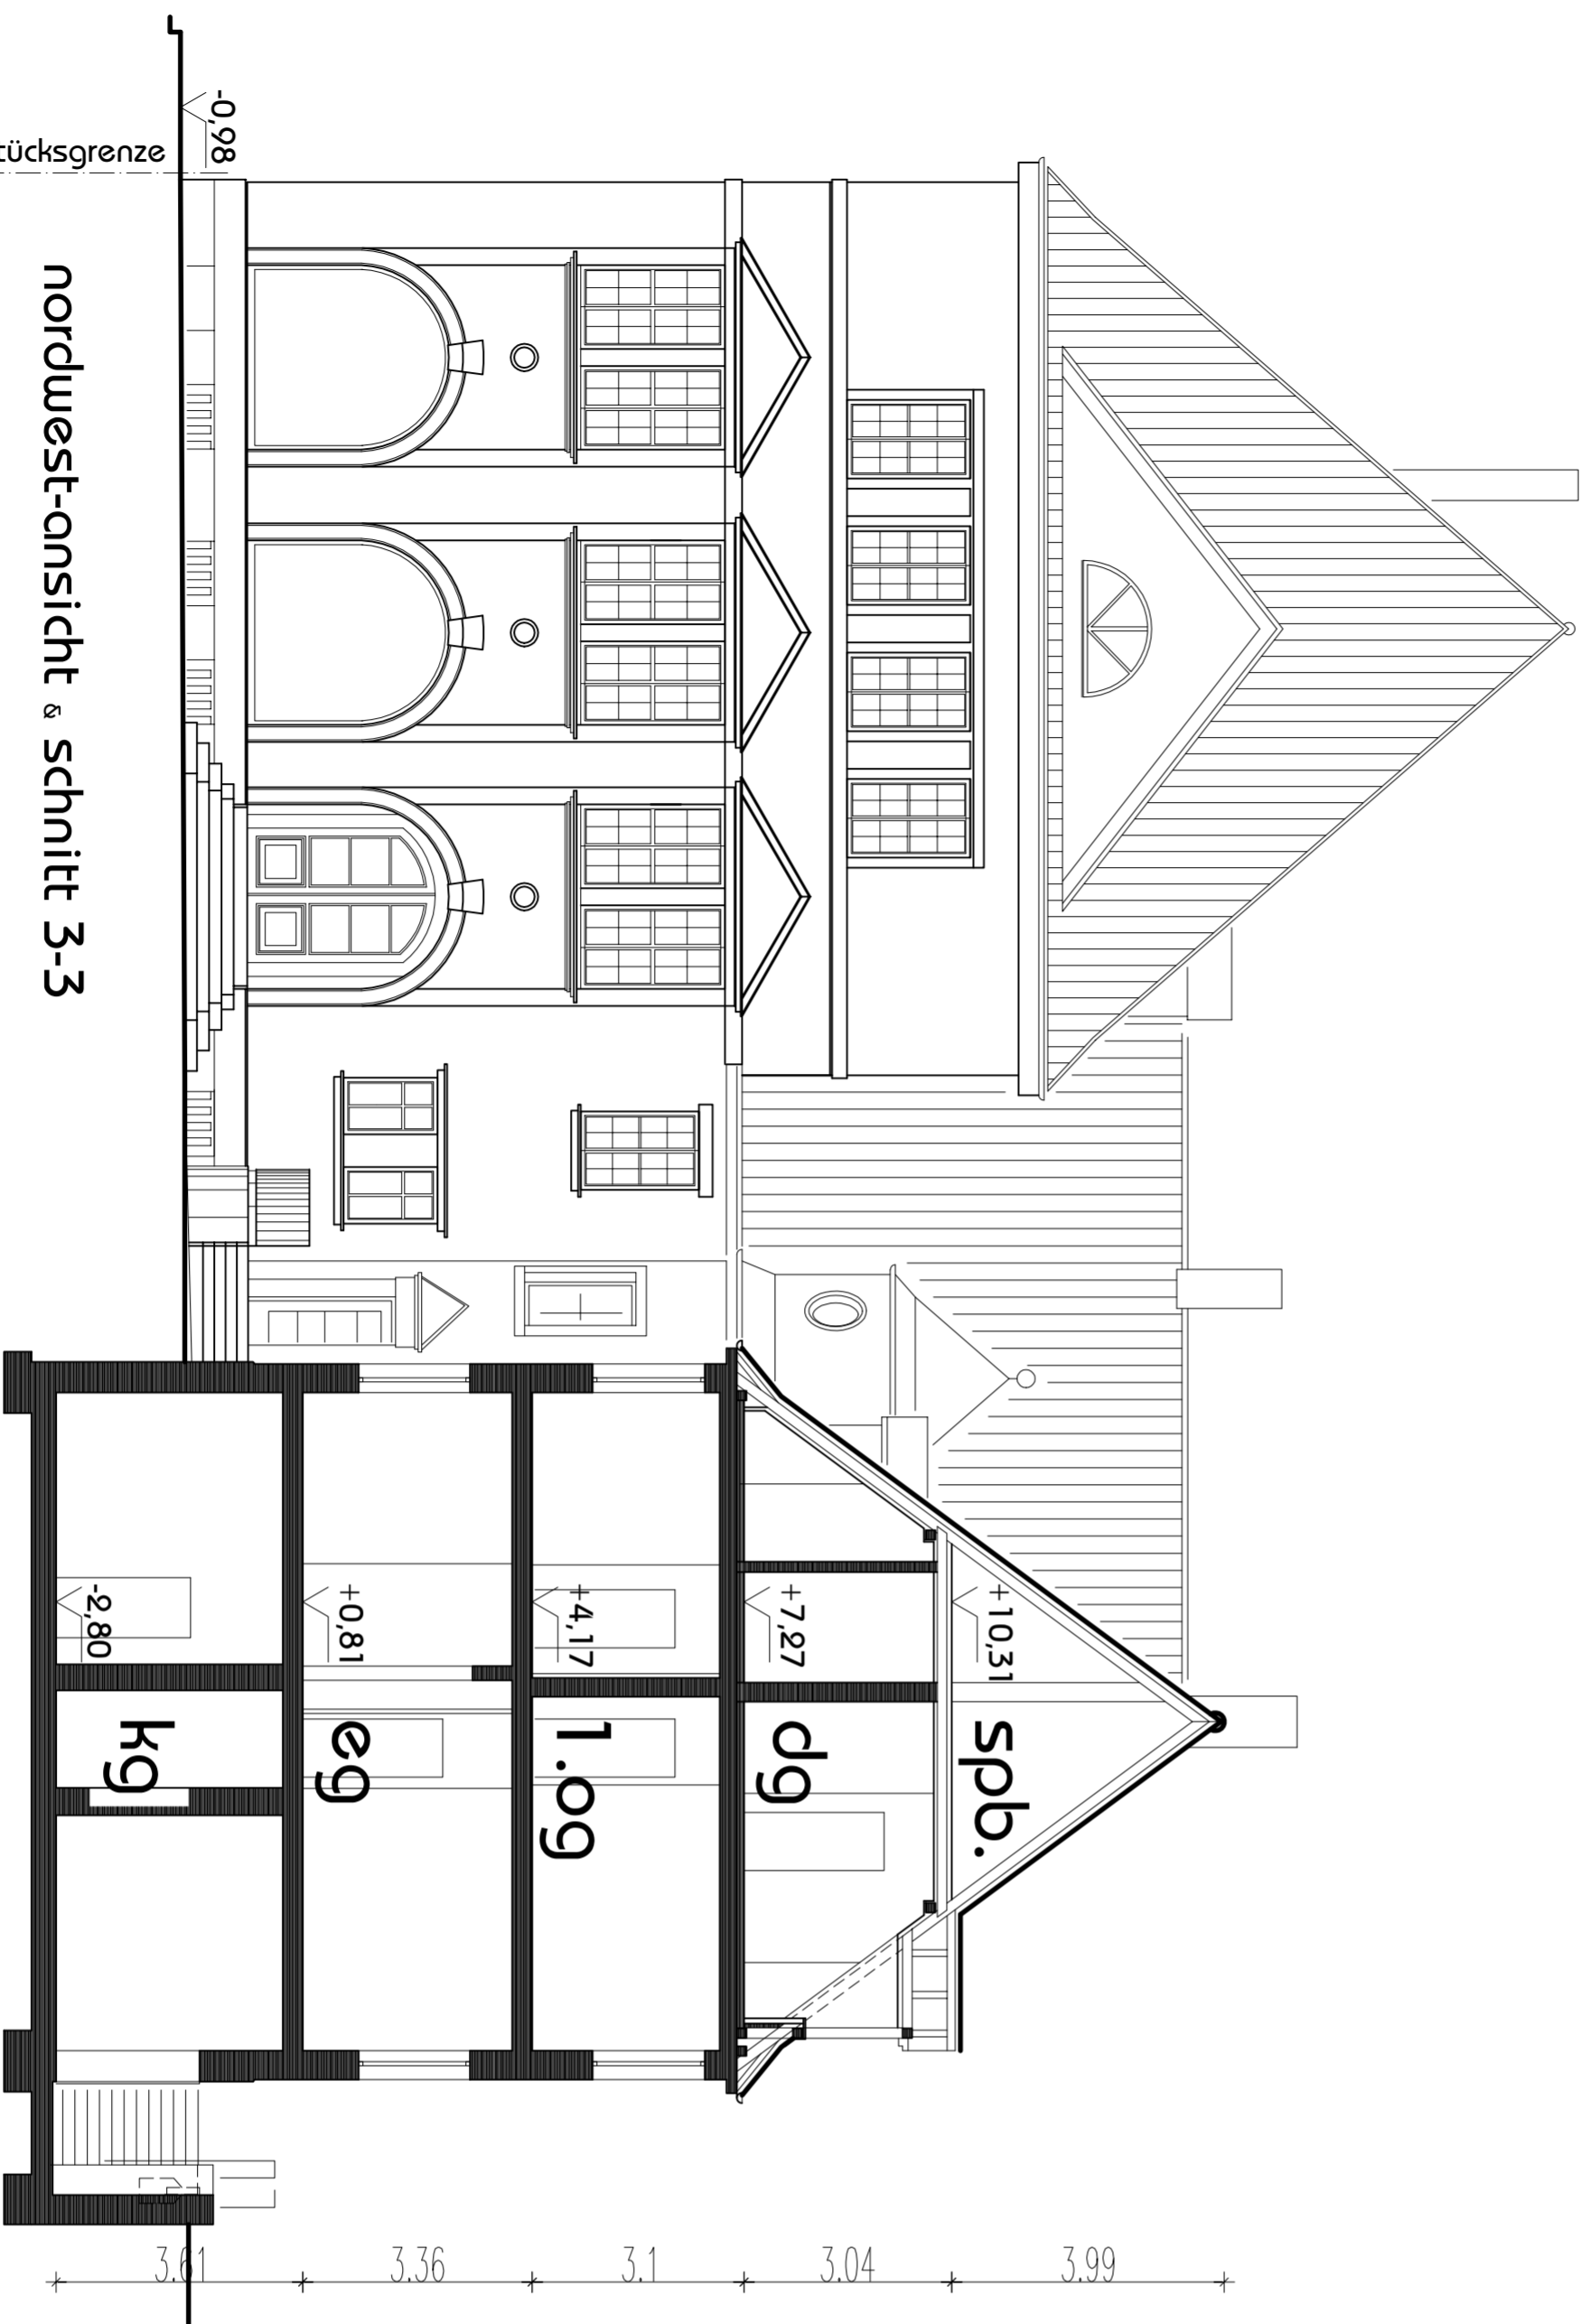 spb.
+10,31
dg
+7,27
1.og
+4,17
eg
+0,81
kg
-2,80
3.99
3.04
3.1
3.36
3.61
-0,98
tücksgrenze
nordwest-ansicht & schnitt 3-3